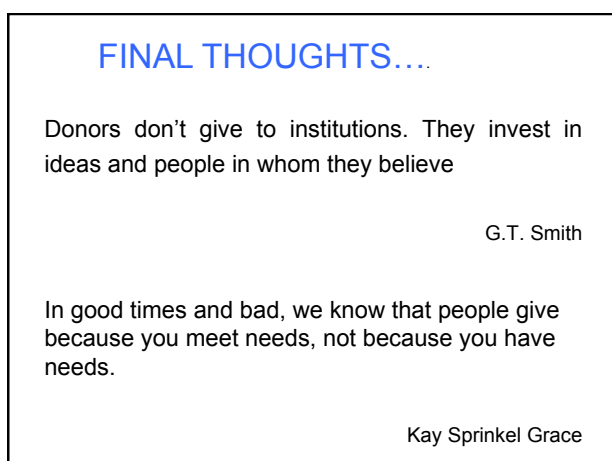 FINAL THOUGHTS….
Donors don’t give to institutions. They invest in
ideas and people in whom they believe
G.T. Smith
In good times and bad, we know that people give
because you meet needs, not because you have
needs.
Kay Sprinkel Grace